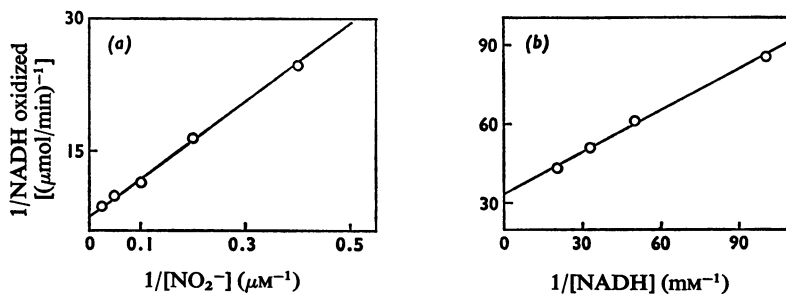 1/NADH oxidized
[(μmol/min)⁻¹]
(a)
30
15
0
0.1
0.3
0.5
1/[NO₂⁻] (μM⁻¹)
(b)
90
60
30
0
30
60
90
1/[NADH] (mM⁻¹)